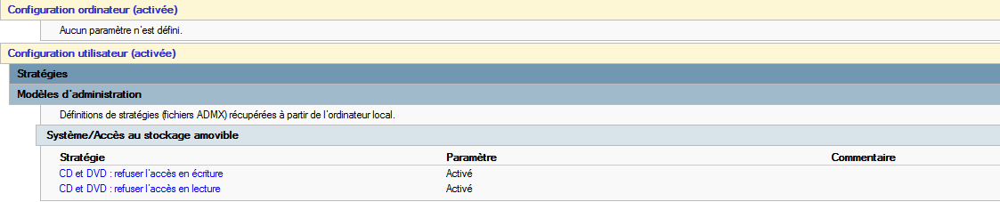 Configuration ordinateur (activée)
Aucun paramètre n'est défini.
Configuration utilisateur (activée)
Stratégies
Modèles d'administration
Définitions de stratégies (fichiers ADMX) récupérées à partir de l'ordinateur local.
Système/Accès au stockage amovible
Stratégie Paramètre Commentaire
CD et DVD : refuser l'accès en écriture Activé
CD et DVD : refuser l'accès en lecture Activé